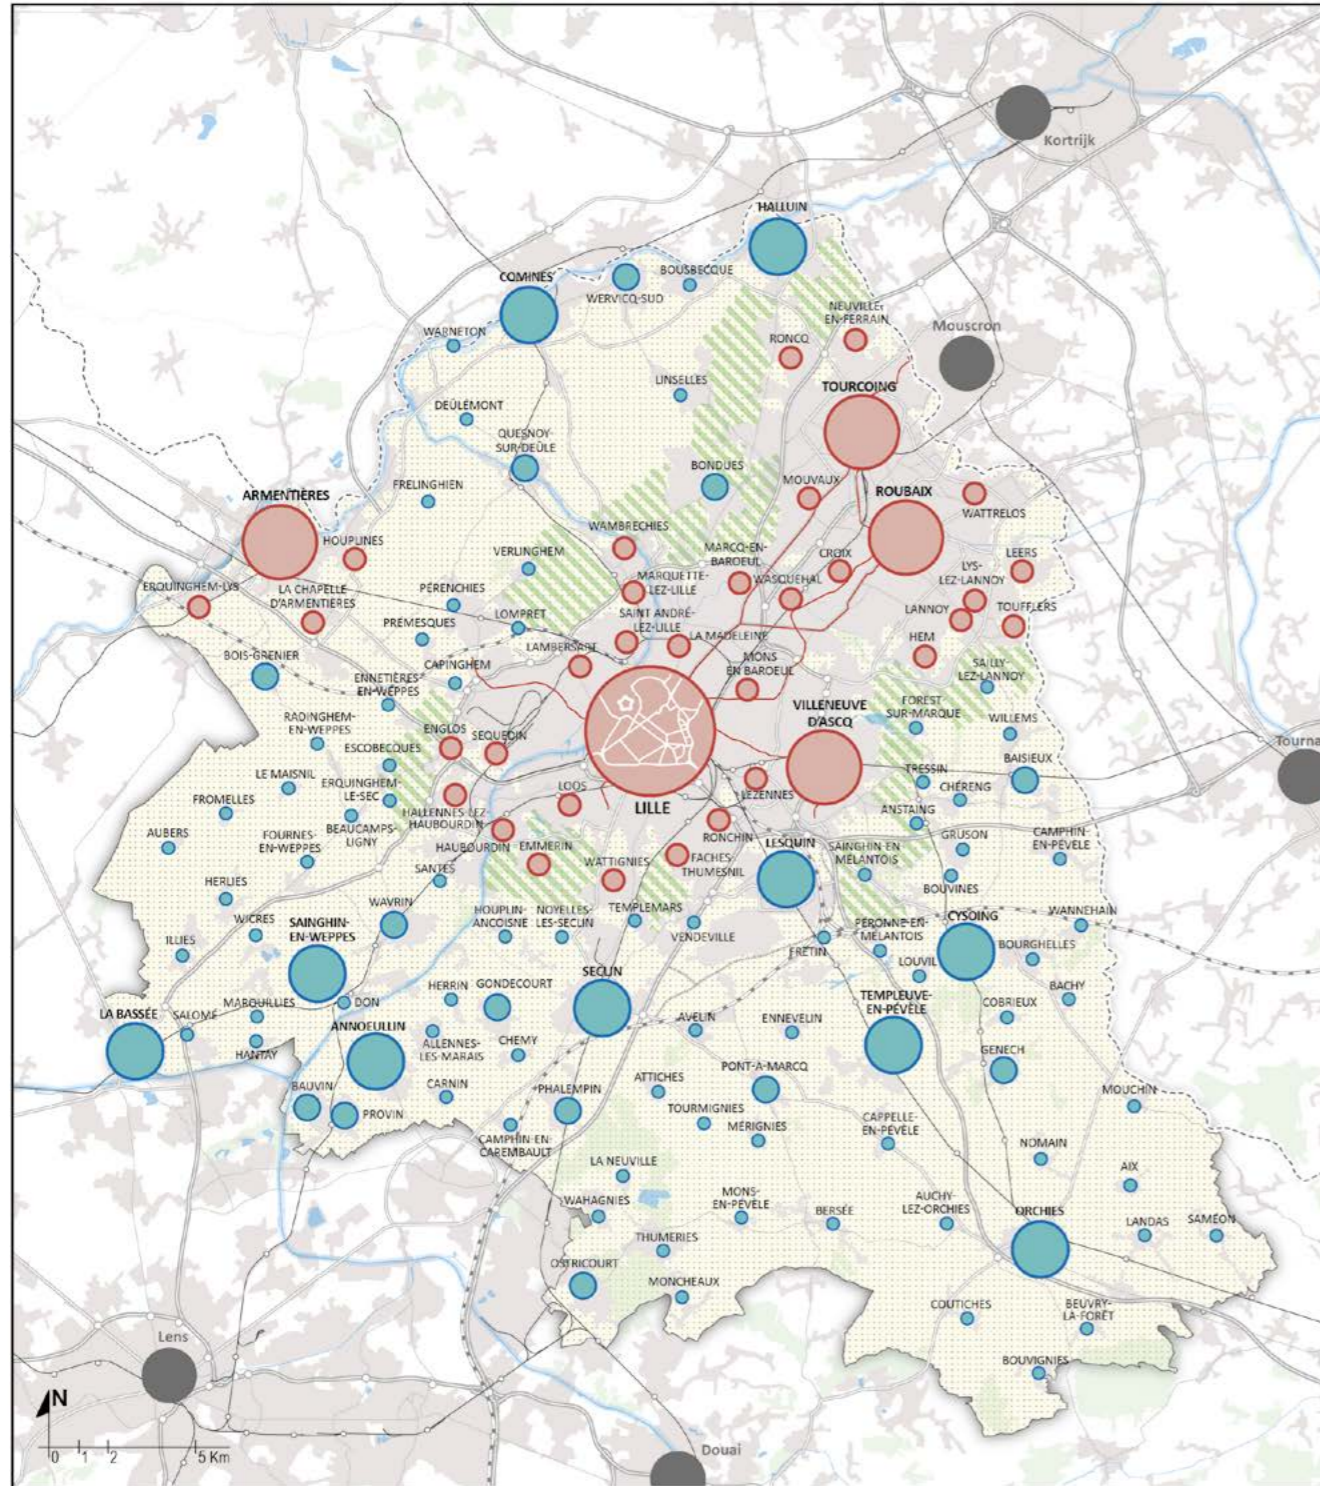 Kortrijk
HALLUIN
COMINES
WERVICQ-SUD
BOUSBECQUE
NEUVILLE-
EN-FERRAIN
Mouscron
WARNETON
RONCQ
LINSELLES
TOURCOING
DEÛLÉMONT
QUESNOY-
SUR-DEÛLE
BONDUES
MOUVAUX
ROUBAIX
FRELINGHIEN
WATTRELOS
ARMENTIÈRES
HOUPLINES
WAMBRECHIES
VERLINGHEM
MARCQ-EN-
BAROEUL
CROIX
LEERS
LYS-
LEZ-LANNOY
ERQUINGHEM-LYS
LA CHAPELLE
D'ARMENTIÈRES
PÉRENCHIES
MARQUETTE-
LEZ-LILLE
WASQUEHAL
LANNOY
TOUFFLERS
PREMESQUES
LOMPRET
SAINT ANDRÉ-
LEZ-LILLE
LA MADELEINE
HEM
BOIS-GRENIER
LAMBERSART
MONS
EN BAROEUL
SAILLY-
LEZ-LANNOY
CAPINGHEM
ENNETIÈRES-
EN-WEPPES
VILLENEUVE
D'ASCQ
FOREST
SUR-MARQUE
WILLEMS
RADINGHEM-
EN-WEPPES
ENGLOS
SEQUEDIN
Tourna
ESCOBECQUES
BAISIEUX
LE MAISNIL
ERQUINGHEM-
LE-SEC
LOOS
LILLE
LEZENNES
TRESSIN
CHÉRENG
FROMELLES
HALLENNES-LEZ-
HAUBOURDIN
ANSTAING
AUBERS
FOURNES-
EN-WEPPES
BEAUCAMPS-
LIGNY
HAUBOURDIN
EMMERIN
RONCHIN
LESQUIN
SAINGHIN-EN-
MÉLANTOIS
GRUSON
CAMPHIN-EN-
PEVÈLE
SANTES
WATTIGNIES
FACHES
THUMESNIL
BOUVINES
HERLIES
WAVRIN
HOUPLIN-
ANCOISNE
NOYELLES-
LES-SECLIN
TEMPLEMARS
VENDEVILLE
WICRES
SAINGHIN-
EN-WEPPES
CYSOING
WANNEHAIN
ILLIES
FRETIN
PÉRONNE-EN-
MÉLANTOIS
BOURGHELLES
LOUVIL
SECLIN
MARQUILLIES
DON
HERRIN
GONDECOURT
TEMPLEUVE-
EN-PÉVÈLE
COBRIEUX
BACHY
LA BASSÉE
SALOMÉ
ANNOEULLIN
AVELIN
ENNEVELIN
HANTAY
ALLENNES-
LES-MARAIS
CHEMY
GENECH
BAUVIN
PROVIN
CARNIN
PHALEMPIN
ATTICHES
PONT-À-MARCQ
MOUCHIN
TOURMIGNIES
MÉRIGNIES
CAPPELLE-
EN-PÉVÈLE
CAMPHIN-EN-
CAREMBAULT
NOMAIN
LA NEUVILLE
AIX
WAHAGNIES
MONS-
EN-PÉVÈLE
BERSÉE
AUCHY-
LEZ-ORCHIES
ORCHIES
LANDAS
SAMÉON
THUMERIES
OSTRICOURT
MONCHEAUX
COUTICHES
BEUVRY-
LA-FORÊT
Lens
BOUVIGNIES
N
0 1 2 5 Km
Douai